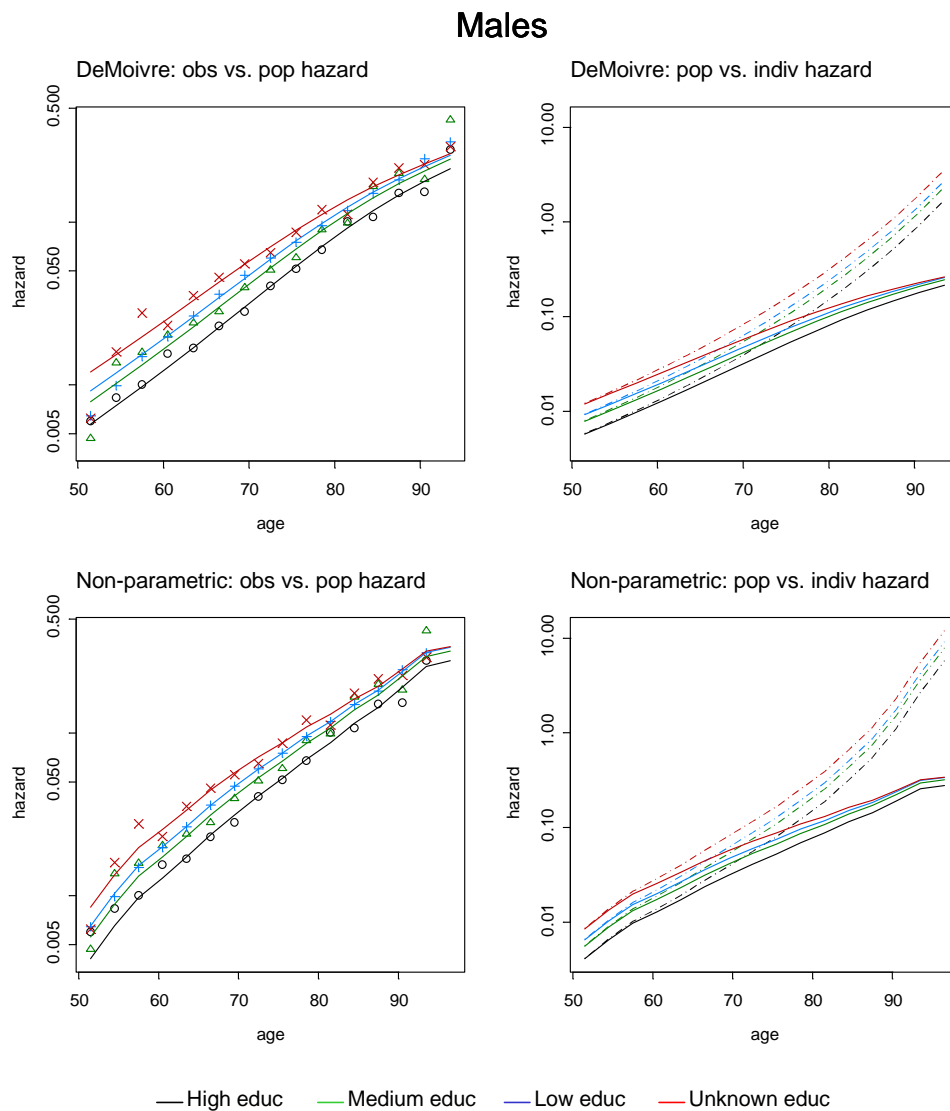 Males
DeMoivre: obs vs. pop hazard
0.500
0.050
0.005
hazard
50 60 70 80 90
age
DeMoivre: pop vs. indiv hazard
10.00
1.00
0.10
0.01
hazard
50 60 70 80 90
age
Non-parametric: obs vs. pop hazard
0.500
0.050
0.005
hazard
50 60 70 80 90
age
Non-parametric: pop vs. indiv hazard
10.00
1.00
0.10
0.01
hazard
50 60 70 80 90
age
High educ Medium educ Low educ Unknown educ